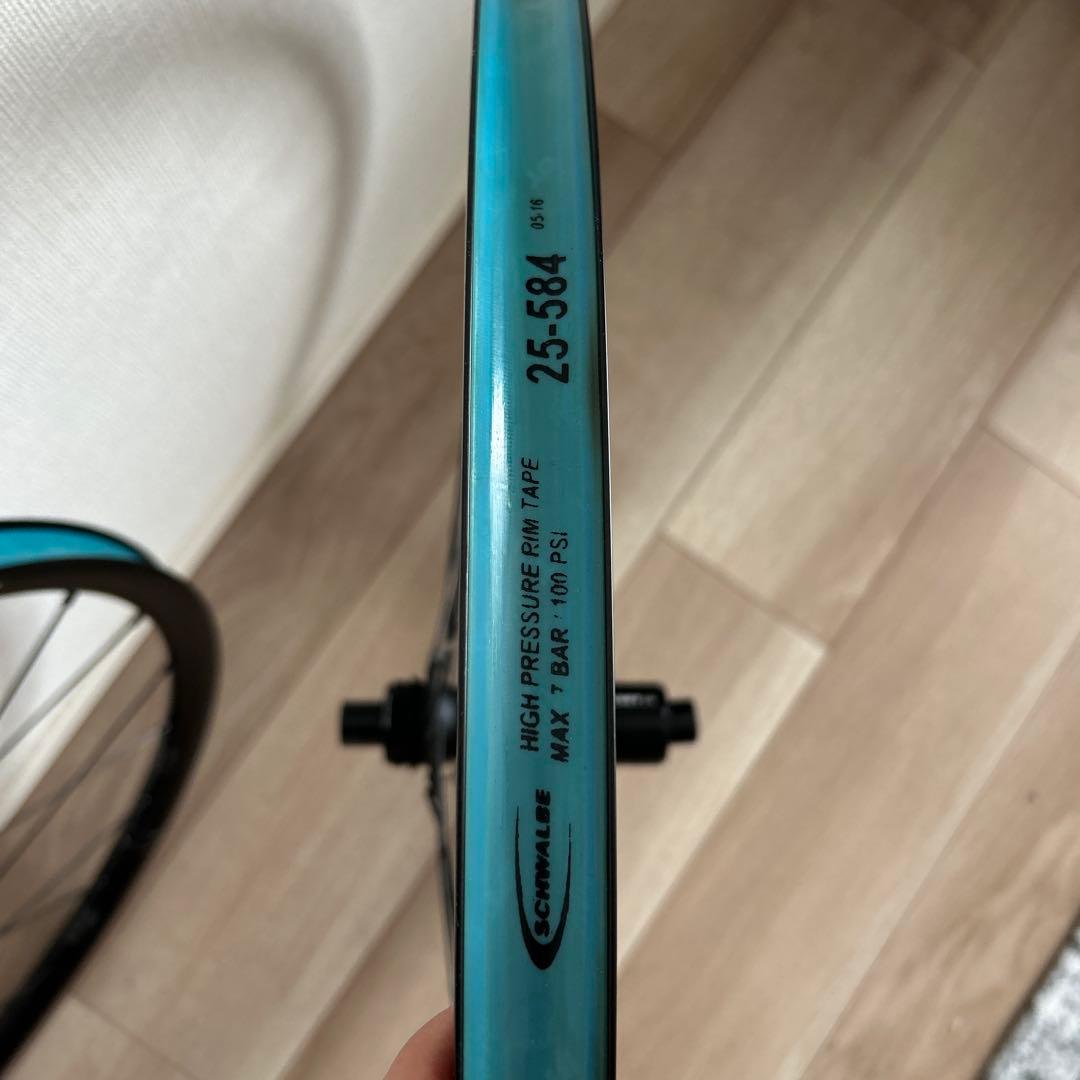 SCHWALBE
HIGH PRESSURE RIM TAPE
MAX 7 BAR / 100 PSI
25-584
05-16